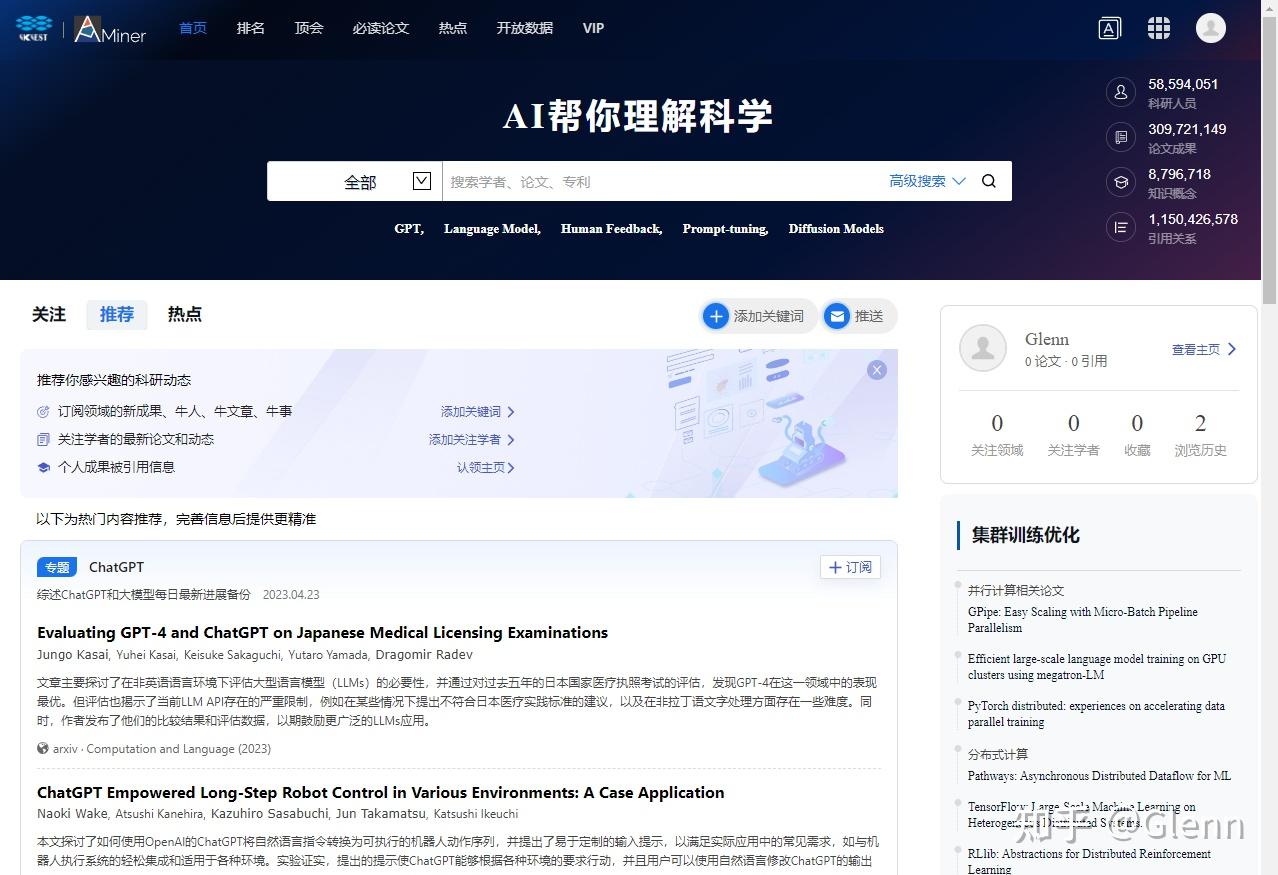 SKNEST AMiner 首页 排名 顶会 必读论文 热点 开放数据 VIP
58,594,051
科研人员
309,721,149
论文成果
8,796,718
知识概念
1,150,426,578
引用关系
AI帮你理解科学
全部 搜索学者、论文、专利 高级搜索
GPT, Language Model, Human Feedback, Prompt-tuning, Diffusion Models
关注 推荐 热点 添加关键词 推送
推荐你感兴趣的科研动态
订阅领域的新成果、牛人、牛文章、牛事 添加关键词
关注学者的最新论文和动态 添加关注学者
个人成果被引用信息 认领主页
以下为热门内容推荐，完善信息后提供更精准
专题 ChatGPT 订阅
综述ChatGPT和大模型每日最新进展备份 2023.04.23
Evaluating GPT-4 and ChatGPT on Japanese Medical Licensing Examinations
Jungo Kasai, Yuhei Kasai, Keisuke Sakaguchi, Yutaro Yamada, Dragomir Radev
文章主要探讨了在非英语语言环境下评估大型语言模型（LLMs）的必要性，并通过对过去五年的日本国家医疗执照考试的评估，发现GPT-4在这一领域中的表现
最优。但评估也揭示了当前LLM API存在的严重限制，例如在某些情况下提出不符合日本医疗实践标准的建议，以及在非拉丁语文字处理方面存在一些难度。同
时，作者发布了他们的比较结果和评估数据，以期鼓励更广泛的LLMs应用。
arxiv · Computation and Language (2023)
ChatGPT Empowered Long-Step Robot Control in Various Environments: A Case Application
Naoki Wake, Atsushi Kanehira, Kazuhiro Sasabuchi, Jun Takamatsu, Katsushi Ikeuchi
本文探讨了如何使用OpenAI的ChatGPT将自然语言指令转换为可执行的机器人动作序列，并提出了易于定制的输入提示，以满足实际应用中的常见需求，如与机
器人执行系统的轻松集成和适用于各种环境。实验证实，提出的提示使ChatGPT能够根据各种环境的要求行动，并且用户可以使用自然语言修改ChatGPT的输出
Glenn
0 论文 · 0 引用
查看主页
0 0 0 2
关注领域 关注学者 收藏 浏览历史
集群训练优化
并行计算相关论文
GPipe: Easy Scaling with Micro-Batch Pipeline
Parallelism
Efficient large-scale language model training on GPU
clusters using megatron-LM
PyTorch distributed: experiences on accelerating data
parallel training
分布式计算
Pathways: Asynchronous Distributed Dataflow for ML
TensorFlow: Large-Scale Machine Learning on
Heterogeneous Distributed Systems.
RLlib: Abstractions for Distributed Reinforcement
Learning
知乎 @Glenn